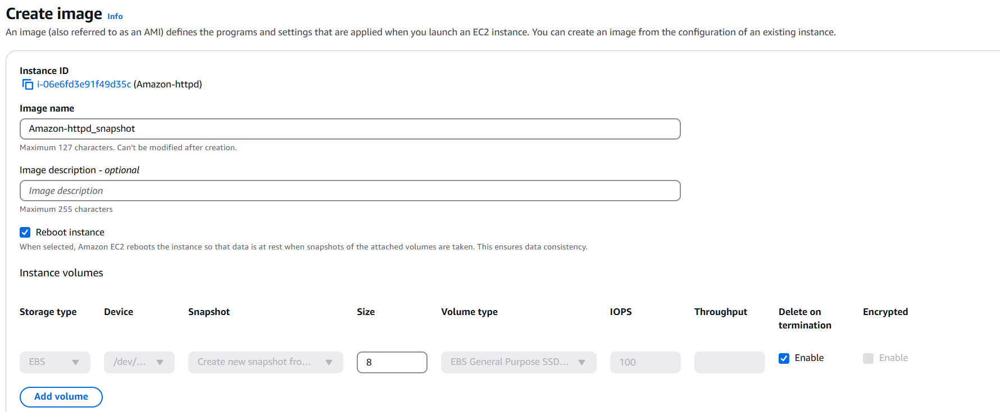 Create image Info
An image (also referred to as an AMI) defines the programs and settings that are applied when you launch an EC2 instance. You can create an image from the configuration of an existing instance.
Instance ID
i-06e6fd3e91f49d35c (Amazon-httpd)
Image name
Amazon-httpd_snapshot
Maximum 127 characters. Can't be modified after creation.
Image description - optional
Image description
Maximum 255 characters
Reboot instance
When selected, Amazon EC2 reboots the instance so that data is at rest when snapshots of the attached volumes are taken. This ensures data consistency.
Instance volumes
Storage type Device Snapshot Size Volume type IOPS Throughput Delete on termination Encrypted
EBS /dev/... Create new snapshot fro... 8 EBS General Purpose SSD... 100 Enable Enable
Add volume